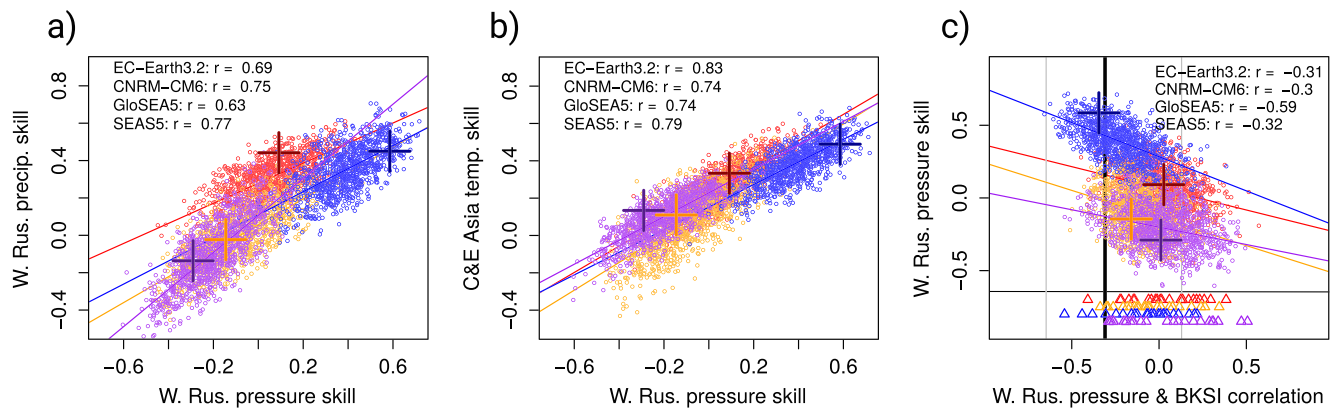 a)
EC−Earth3.2: r = 0.69
CNRM−CM6: r = 0.75
GloSEA5: r = 0.63
SEAS5: r = 0.77
W. Rus. precip. skill
0.8
0.4
0.0
−0.4
−0.6 −0.2 0.2 0.6
W. Rus. pressure skill
b)
EC−Earth3.2: r = 0.83
CNRM−CM6: r = 0.74
GloSEA5: r = 0.74
SEAS5: r = 0.79
C&E Asia temp. skill
0.8
0.4
0.0
−0.4
−0.6 −0.2 0.2 0.6
W. Rus. pressure skill
c)
EC−Earth3.2: r = −0.31
CNRM−CM6: r = −0.3
GloSEA5: r = −0.59
SEAS5: r = −0.32
W. Rus. pressure skill
0.5
0.0
−0.5
−0.5 0.0 0.5
W. Rus. pressure & BKSI correlation